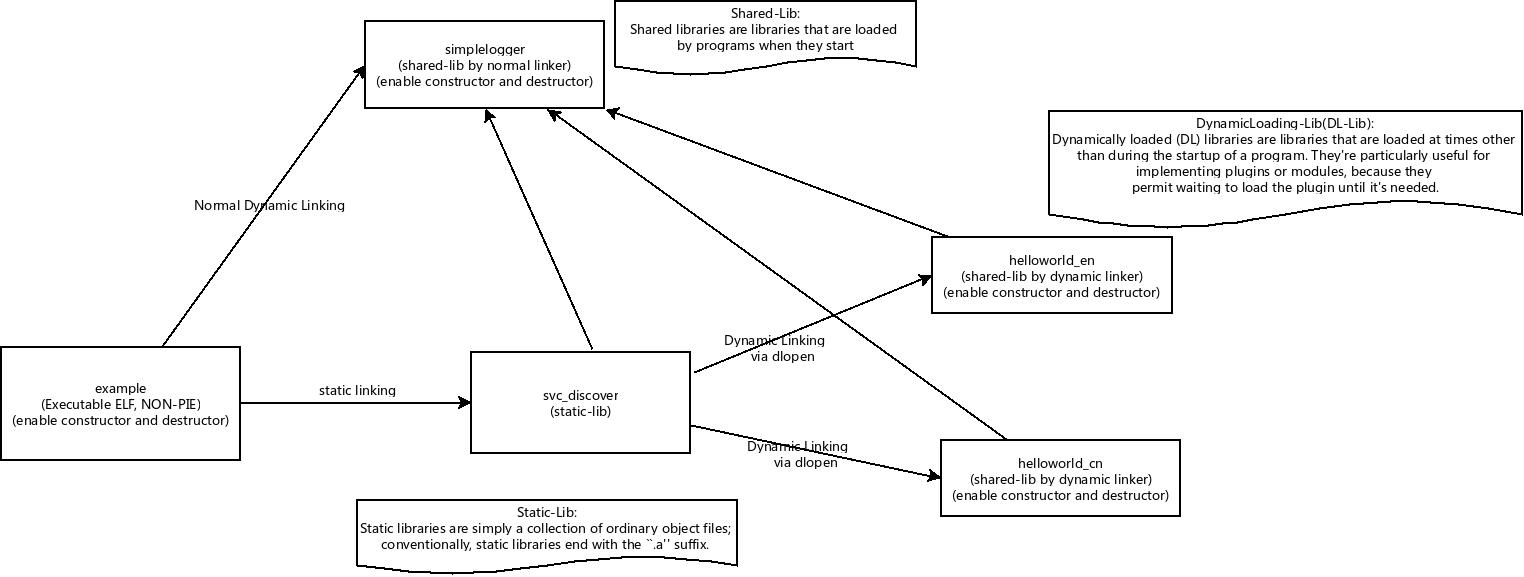 Shared-Lib:
Shared libraries are libraries that are loaded
by programs when they start
simplelogger
(shared-lib by normal linker)
(enable constructor and destructor)
DynamicLoading-Lib(DL-Lib):
Dynamically loaded (DL) libraries are libraries that are loaded at times other
than during the startup of a program. They're particularly useful for
implementing plugins or modules, because they
permit waiting to load the plugin until it's needed.
Normal Dynamic Linking
helloworld_en
(shared-lib by dynamic linker)
(enable constructor and destructor)
Dynamic Linking
via dlopen
example
(Executable ELF, NON-PIE)
(enable constructor and destructor)
static linking
svc_discover
(static-lib)
Dynamic Linking
via dlopen
helloworld_cn
(shared-lib by dynamic linker)
(enable constructor and destructor)
Static-Lib:
Static libraries are simply a collection of ordinary object files;
conventionally, static libraries end with the ``.a'' suffix.